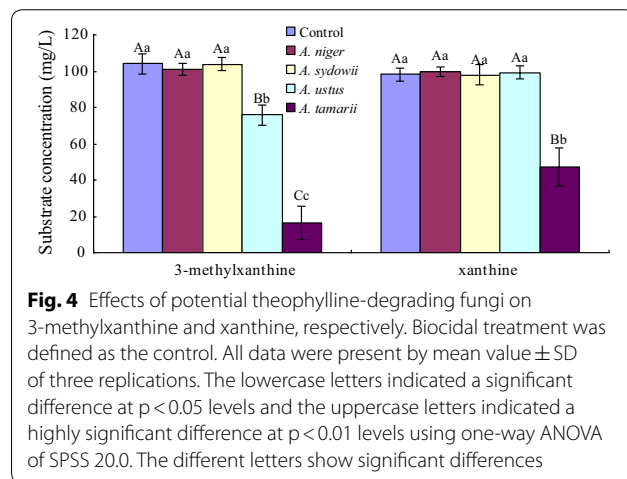 Substrate concentration (mg/L)
120
100
80
60
40
20
0
Aa
Aa
Aa
Bb
Cc
Aa
Aa
Aa
Aa
Bb
Control
A. niger
A. sydowii
A. ustus
A. tamarii
3-methylxanthine
xanthine
Fig. 4 Effects of potential theophylline-degrading fungi on
3-methylxanthine and xanthine, respectively. Biocidal treatment was
defined as the control. All data were present by mean value ± SD
of three replications. The lowercase letters indicated a significant
difference at p < 0.05 levels and the uppercase letters indicated a
highly significant difference at p < 0.01 levels using one-way ANOVA
of SPSS 20.0. The different letters show significant differences